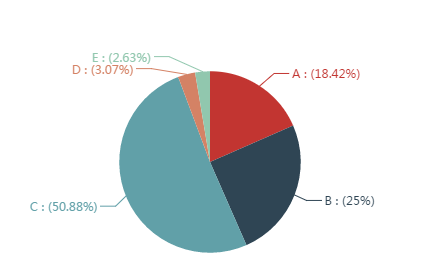 E : (2.63%)
D : (3.07%)
A : (18.42%)
B : (25%)
C : (50.88%)